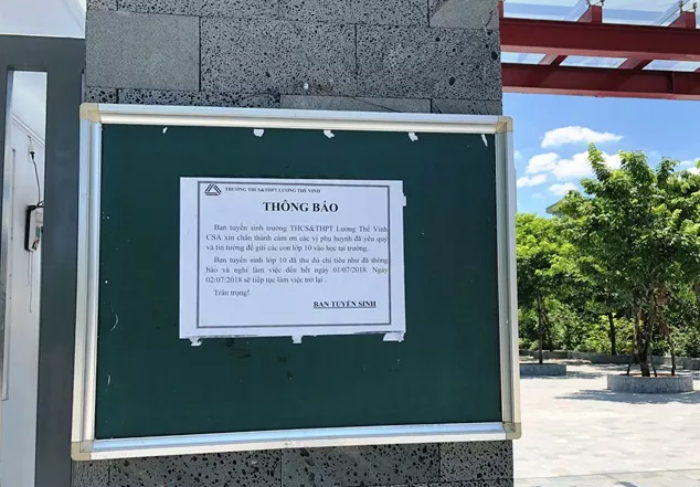 TRƯỜNG THCS&THPT LƯƠNG THẾ VINH
THÔNG BÁO
Ban tuyển sinh trường THCS&THPT Lương Thế Vinh
CSA xin chân thành cảm ơn các vị phụ huynh đã yêu quý
và tin tưởng để gửi các con lớp 10 vào học tại trường.
Ban tuyển sinh lớp 10 đã thu đủ chỉ tiêu như đã thông
báo và nghỉ làm việc đến hết ngày 01/07/2018. Ngày
02/07/2018 sẽ tiếp tục làm việc trở lại .
Trân trọng!
BAN TUYỂN SINH